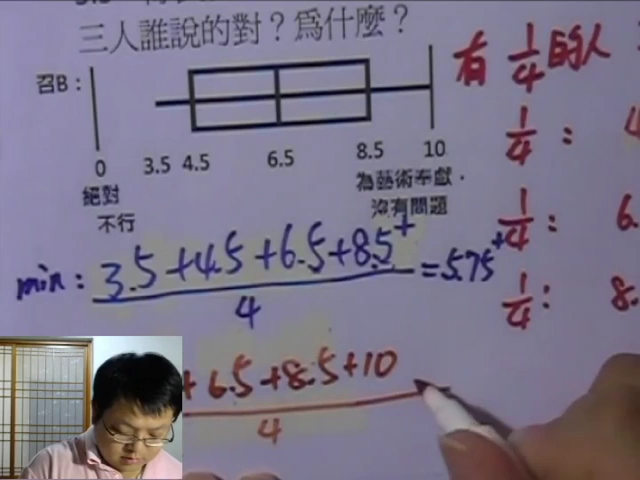 三人誰說的對？為什麼？
召B：
0 3.5 4.5 6.5 8.5 10
絕對
不行
為藝術奉獻，
沒有問題
有 1/4 的人
1/4 :
1/4 : 6.
1/4 : 8.
min: 3.5+4.5+6.5+8.5⁺ / 4 = 5.75⁺
+6.5+8.5+10 / 4